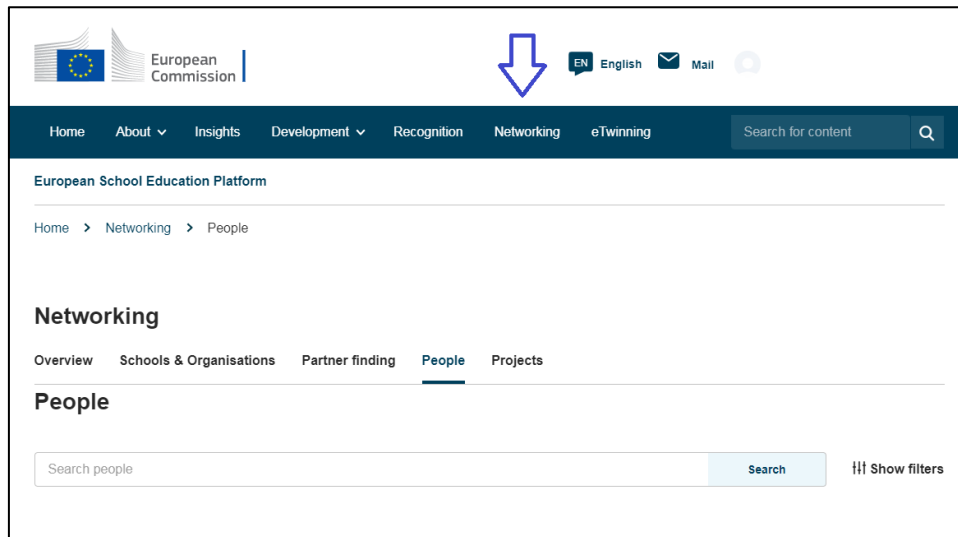 European
Commission
EN English Mail
Home About Insights Development Recognition Networking eTwinning Search for content
European School Education Platform
Home > Networking > People
Networking
Overview Schools & Organisations Partner finding People Projects
People
Search people Search Show filters